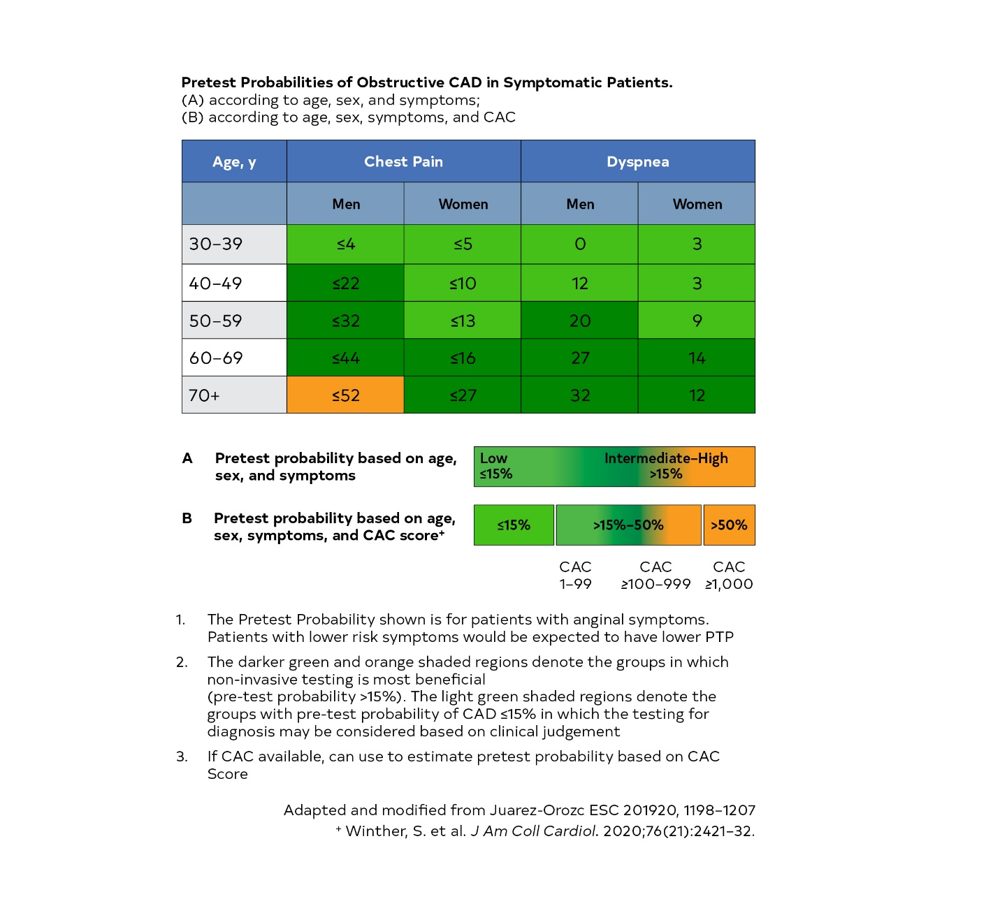 Pretest Probabilities of Obstructive CAD in Symptomatic Patients.
(A) according to age, sex, and symptoms;
(B) according to age, sex, symptoms, and CAC
Age, y Chest Pain Dyspnea
Men Women Men Women
30–39 ≤4 ≤5 0 3
40–49 ≤22 ≤10 12 3
50–59 ≤32 ≤13 20 9
60–69 ≤44 ≤16 27 14
70+ ≤52 ≤27 32 12
A Pretest probability based on age, Low Intermediate–High
sex, and symptoms ≤15% >15%
B Pretest probability based on age,
sex, symptoms, and CAC score⁺ ≤15% >15%–50% >50%
CAC CAC CAC
1–99 ≥100–999 ≥1,000
1. The Pretest Probability shown is for patients with anginal symptoms.
Patients with lower risk symptoms would be expected to have lower PTP
2. The darker green and orange shaded regions denote the groups in which
non-invasive testing is most beneficial
(pre-test probability >15%). The light green shaded regions denote the
groups with pre-test probability of CAD ≤15% in which the testing for
diagnosis may be considered based on clinical judgement
3. If CAC available, can use to estimate pretest probability based on CAC
Score
Adapted and modified from Juarez-Orozc ESC 201920, 1198–1207
⁺ Winther, S. et al. J Am Coll Cardiol. 2020;76(21):2421–32.